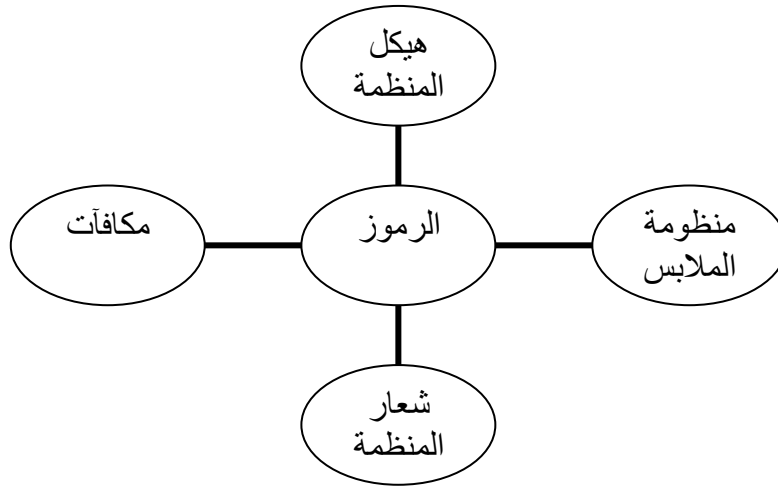 هيكل
المنظمة
منظومة
الملابس
الرموز
مكافآت
شعار
المنظمة